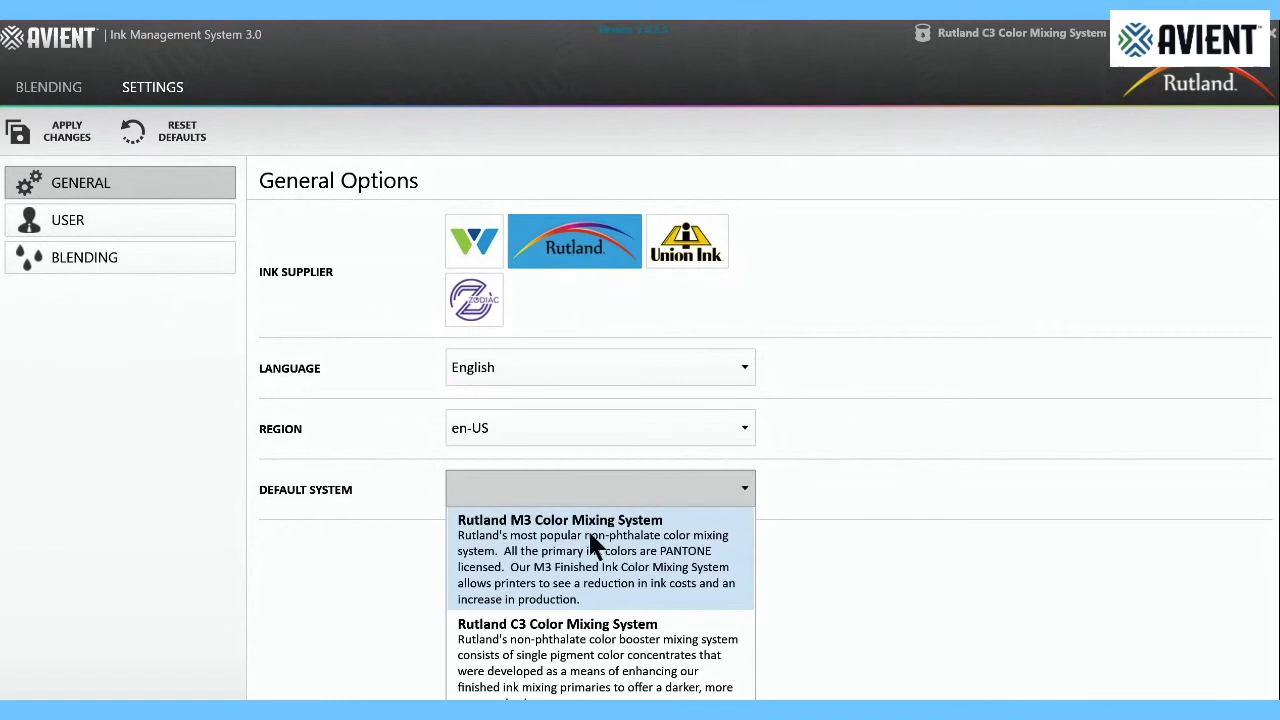 AVIENT | Ink Management System 3.0
Rutland C3 Color Mixing System
AVIENT
Rutland.
BLENDING SETTINGS
APPLY CHANGES
RESET DEFAULTS
GENERAL
USER
BLENDING
General Options
INK SUPPLIER
Rutland.
Union Ink
ZODIAC
LANGUAGE
English
REGION
en-US
DEFAULT SYSTEM
Rutland M3 Color Mixing System
Rutland's most popular non-phthalate color mixing
system. All the primary ink colors are PANTONE
licensed. Our M3 Finished Ink Color Mixing System
allows printers to see a reduction in ink costs and an
increase in production.
Rutland C3 Color Mixing System
Rutland's non-phthalate color booster mixing system
consists of single pigment color concentrates that
were developed as a means of enhancing our
finished ink mixing primaries to offer a darker, more